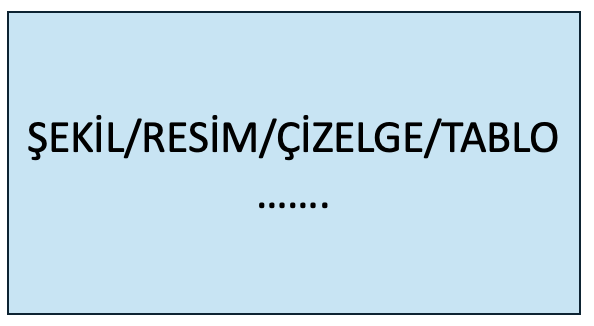 ŞEKİL/RESİM/ÇİZELGE/TABLO
.......